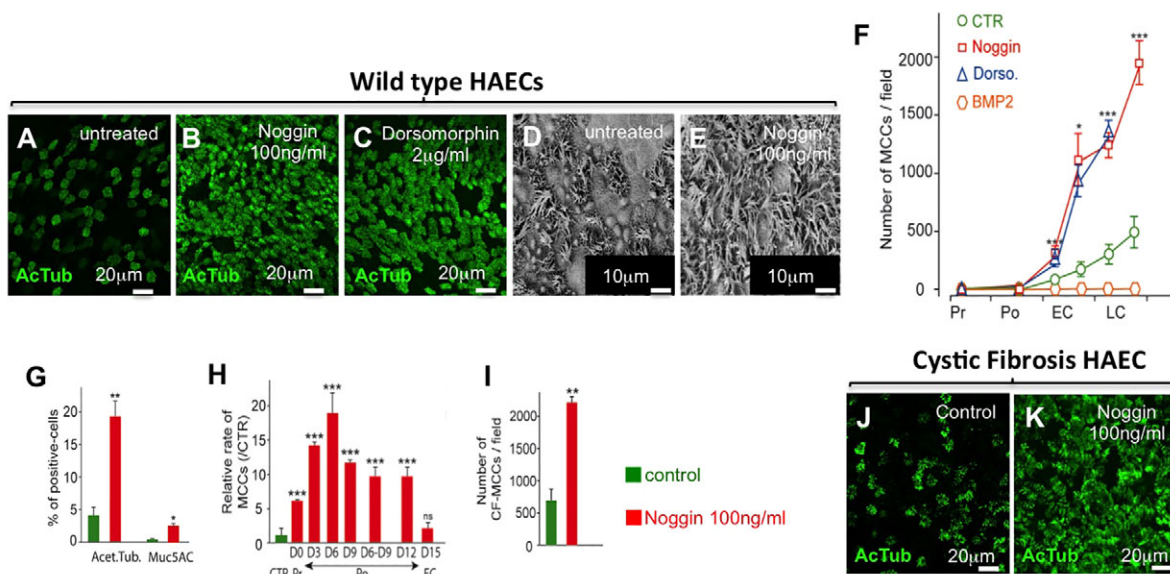 Wild type HAECs
A untreated
AcTub 20μm
B Noggin
100ng/ml
AcTub 20μm
C Dorsomorphin
2μg/ml
AcTub 20μm
D untreated
10μm
E Noggin
100ng/ml
10μm
F
CTR
Noggin
Dorso.
BMP2
Number of MCCs / field
2000
1500
1000
500
0
***
*
***
***
Pr Po EC LC
G
% of positive-cells
20
15
10
5
0
**
*
Acet.Tub. Muc5AC
H
Relative rate of
MCCs (/CTR)
20
15
10
5
0
***
***
***
***
***
***
ns
D0 D3 D6 D9 D6-D9 D12 D15
CTR Pr Po EC
I
Number of
CF-MCCs / field
2000
1500
1000
500
0
**
control
Noggin 100ng/ml
Cystic Fibrosis HAEC
J Control
AcTub 20μm
K Noggin
100ng/ml
AcTub 20μm